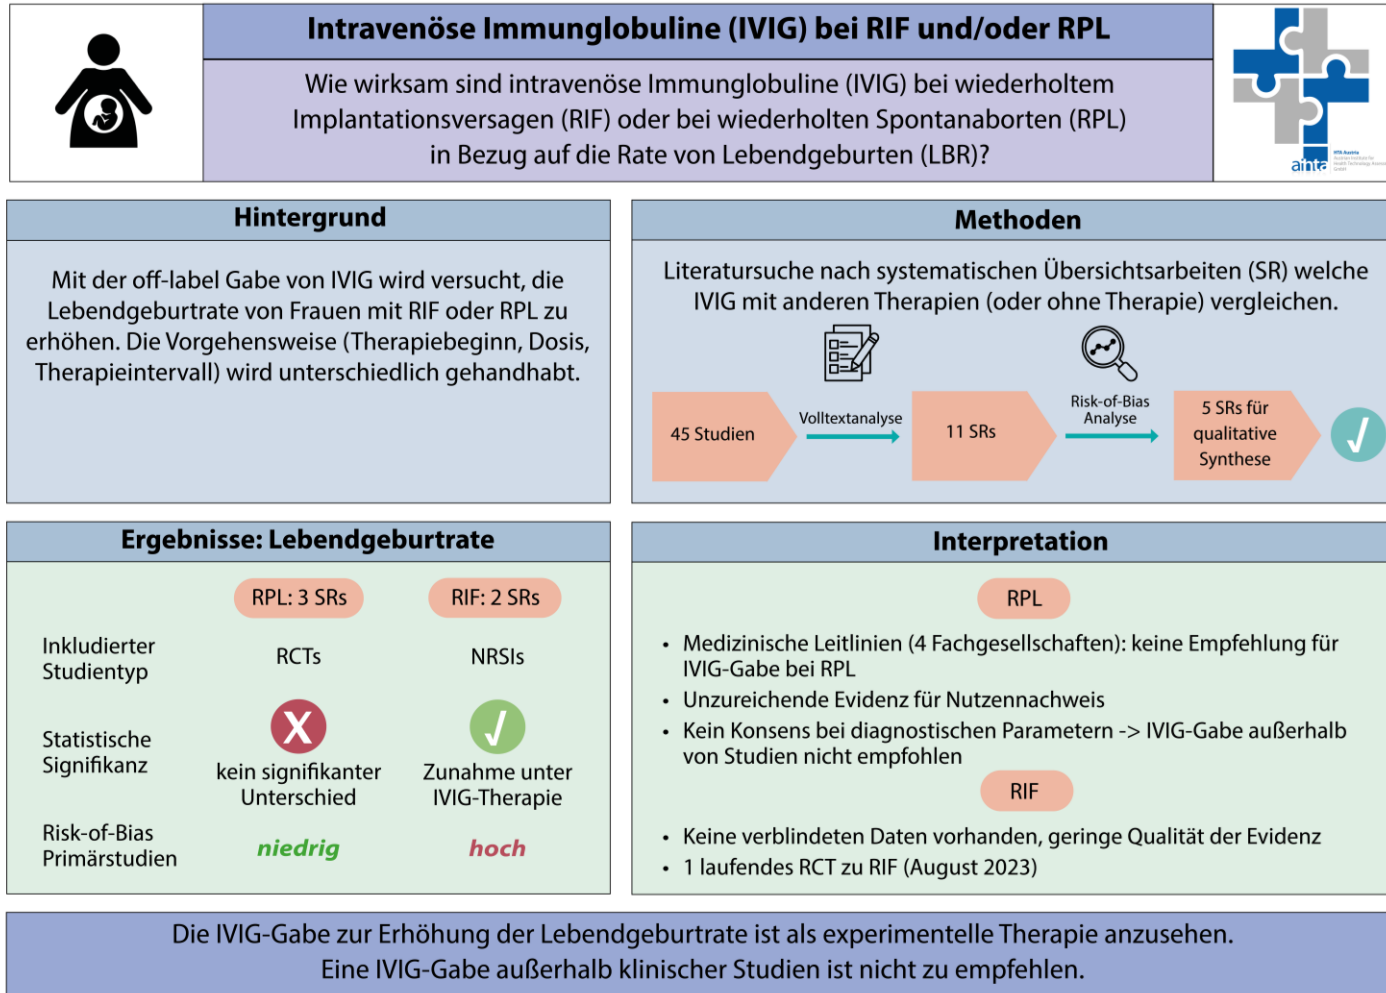 Intravenöse Immunglobuline (IVIG) bei RIF und/oder RPL
Wie wirksam sind intravenöse Immunglobuline (IVIG) bei wiederholtem
Implantationsversagen (RIF) oder bei wiederholten Spontanaborten (RPL)
in Bezug auf die Rate von Lebendgeburten (LBR)?
aihta
HTA Austria
Austrian Institute for
Health Technology Assessment
GmbH
Hintergrund
Mit der off-label Gabe von IVIG wird versucht, die
Lebendgeburtrate von Frauen mit RIF oder RPL zu
erhöhen. Die Vorgehensweise (Therapiebeginn, Dosis,
Therapieintervall) wird unterschiedlich gehandhabt.
Methoden
Literatursuche nach systematischen Übersichtsarbeiten (SR) welche
IVIG mit anderen Therapien (oder ohne Therapie) vergleichen.
45 Studien
Volltextanalyse
11 SRs
Risk-of-Bias
Analyse
5 SRs für
qualitative
Synthese
Ergebnisse: Lebendgeburtrate
RPL: 3 SRs
RIF: 2 SRs
Inkludierter
Studientyp
RCTs
NRSIs
Statistische
Signifikanz
X
kein signifikanter
Unterschied
Zunahme unter
IVIG-Therapie
Risk-of-Bias
Primärstudien
niedrig
hoch
Interpretation
RPL
• Medizinische Leitlinien (4 Fachgesellschaften): keine Empfehlung für
IVIG-Gabe bei RPL
• Unzureichende Evidenz für Nutzennachweis
• Kein Konsens bei diagnostischen Parametern -> IVIG-Gabe außerhalb
von Studien nicht empfohlen
RIF
• Keine verblindeten Daten vorhanden, geringe Qualität der Evidenz
• 1 laufendes RCT zu RIF (August 2023)
Die IVIG-Gabe zur Erhöhung der Lebendgeburtrate ist als experimentelle Therapie anzusehen.
Eine IVIG-Gabe außerhalb klinischer Studien ist nicht zu empfehlen.